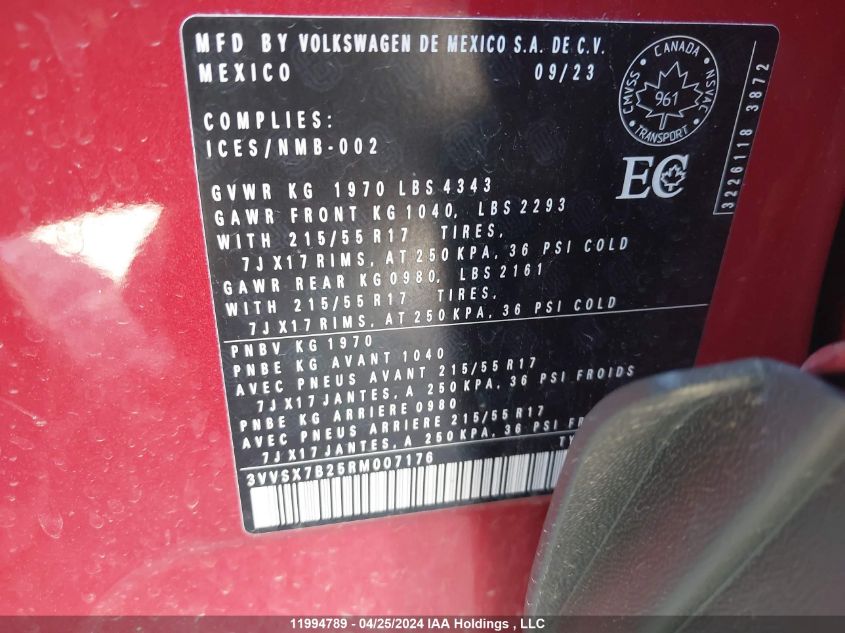 MFD BY VOLKSWAGEN DE MEXICO S.A. DE C.V.
MEXICO 09/23
COMPLIES:
ICES/NMB-002
GVWR KG 1970 LBS 4343
GAWR FRONT KG 1040, LBS 2293
WITH 215/55 R17 TIRES,
7J X17 RIMS, AT 250 KPA, 36 PSI COLD
GAWR REAR KG0980, LBS 2161
WITH 215/55 R17 TIRES,
7J X17 RIMS, AT 250 KPA, 36 PSI COLD
PNBV KG 1970
PNBE KG AVANT 1040
AVEC PNEUS AVANT 215/55 R17
7J X17 JANTES, A 250 KPA, 36 PSI FROIDS
PNBE KG ARRIERE 0980
AVEC PNEUS ARRIERE 215/55 R17
7J X17 JANTES, A 250 KPA, 36 PSI
3VVSX7B25RM007176
CANADA
CMVSS
961
NSVAC
TRANSPORT
EC
3226118 3872
11994789 - 04/25/2024 IAA Holdings , LLC